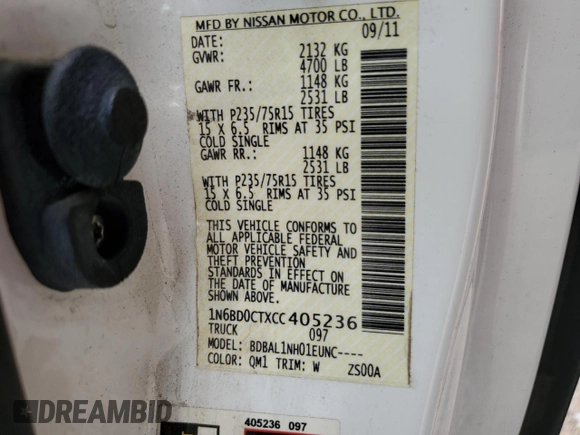 MFD BY NISSAN MOTOR CO., LTD.
DATE: 09/11
GVWR: 2132 KG
4700 LB
GAWR FR.: 1148 KG
2531 LB
WITH P235/75R15 TIRES
15 X 6.5 RIMS AT 35 PSI
COLD SINGLE
GAWR RR.: 1148 KG
2531 LB
WITH P235/75R15 TIRES
15 X 6.5 RIMS AT 35 PSI
COLD SINGLE
THIS VEHICLE CONFORMS TO
ALL APPLICABLE FEDERAL
MOTOR VEHICLE SAFETY AND
THEFT PREVENTION
STANDARDS IN EFFECT ON
THE DATE OF MANUFACTURE
SHOWN ABOVE.
1N6BD0CTXCC405236
TRUCK 097
MODEL: BDBAL1NH01EUNC----
COLOR: QM1 TRIM: W ZS00A
405236 097
DREAMBID